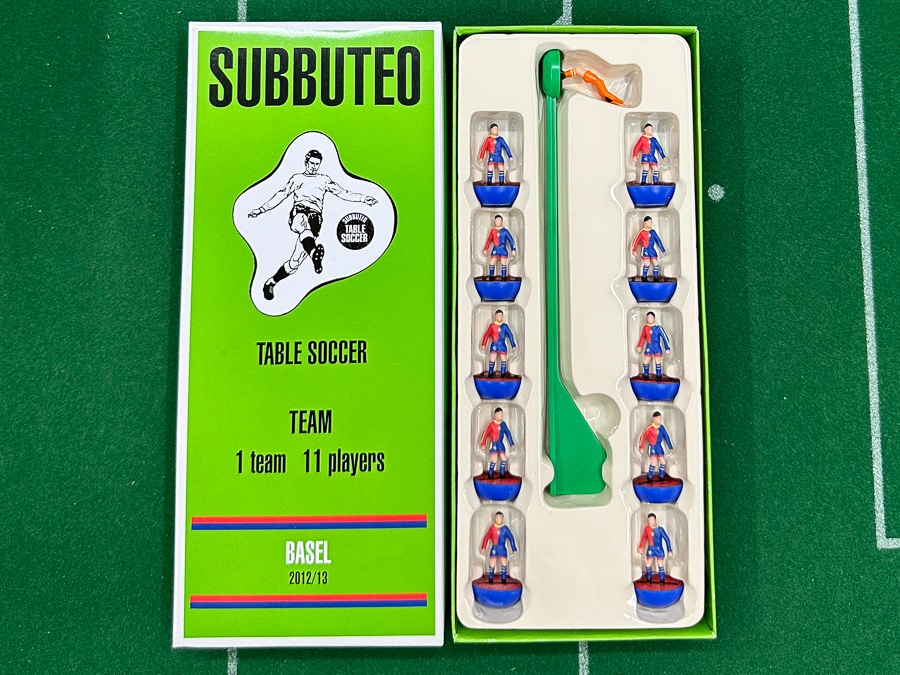 SUBBUTEO
SUBBUTEO
TABLE
SOCCER
TABLE SOCCER
TEAM
1 team 11 players
BASEL
2012/13